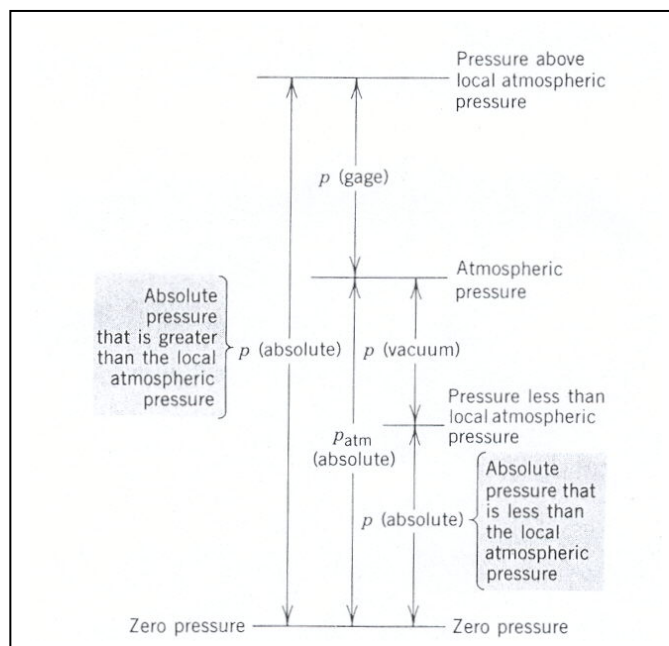 Pressure above
local atmospheric
pressure
p (gage)
Atmospheric
pressure
Absolute
pressure
that is greater
than the local
atmospheric
pressure
p (absolute)
p (vacuum)
Pressure less than
local atmospheric
pressure
patm
(absolute)
p (absolute)
Absolute
pressure that
is less than
the local
atmospheric
pressure
Zero pressure
Zero pressure